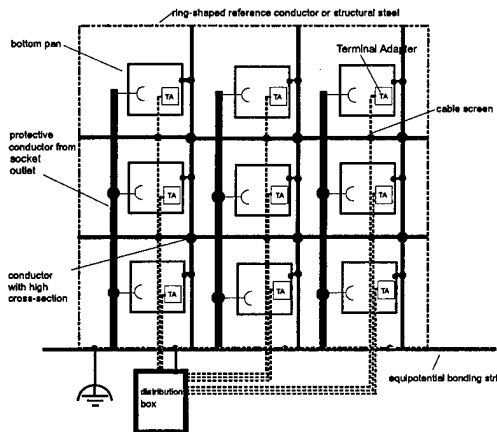 ring-shaped reference conductor or structural steel
bottom pan
Terminal Adapter
TA
TA
TA
cable screen
protective
conductor from
socket
outlet
TA
TA
TA
conductor
with high
cross-section
TA
TA
TA
equipotential bonding stri
distribution
box